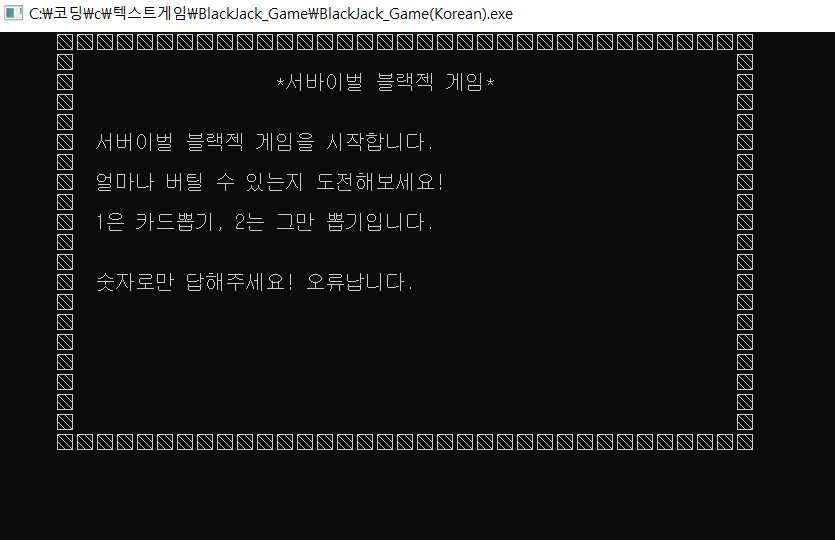 C:₩코딩₩c₩텍스트게임₩BlackJack_Game₩BlackJack_Game(Korean).exe
*서바이벌 블랙젝 게임*
서버이벌 블랙젝 게임을 시작합니다.
얼마나 버틸 수 있는지 도전해보세요!
1은 카드뽑기, 2는 그만 뽑기입니다.
숫자로만 답해주세요! 오류납니다.